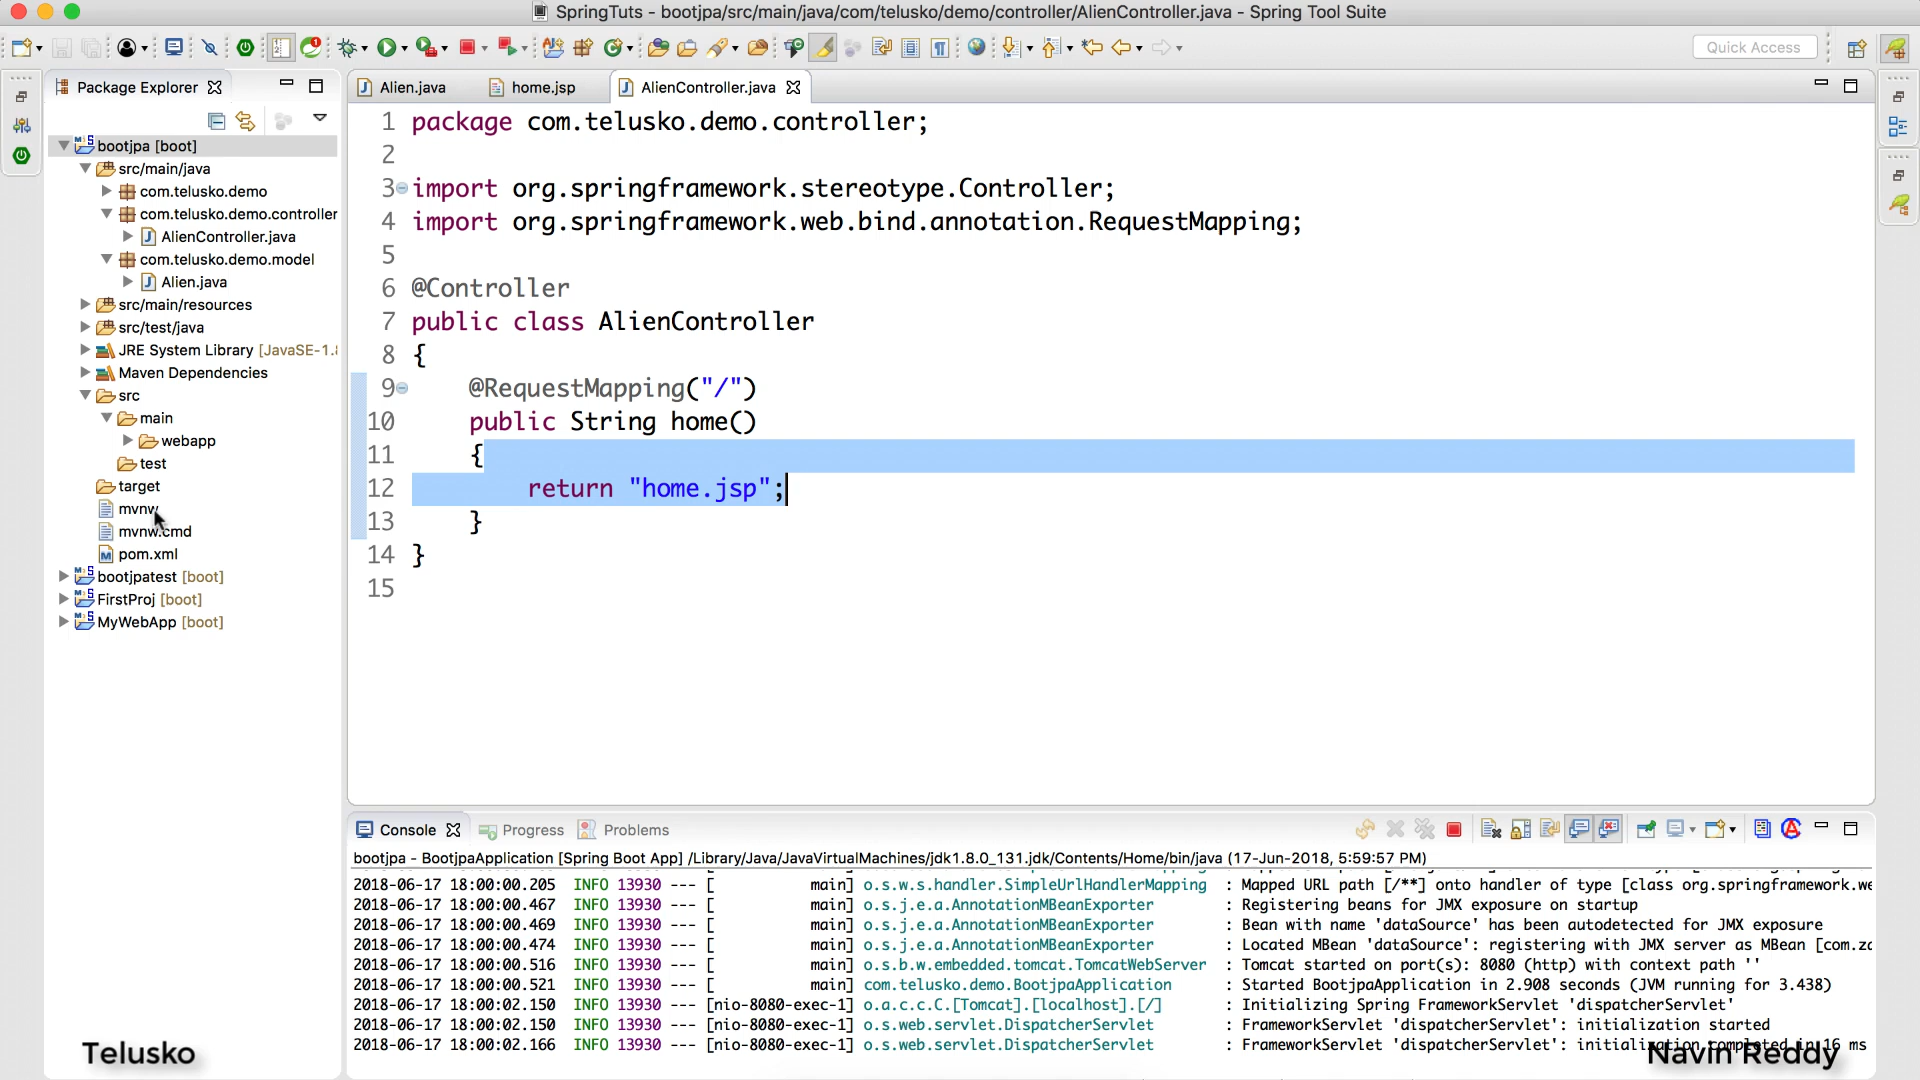 SpringTuts - bootjpa/src/main/java/com/telusko/demo/controller/AlienController.java - Spring Tool Suite
Quick Access
Package Explorer
Alien.java
home.jsp
AlienController.java
bootjpa [boot]
src/main/java
com.telusko.demo
com.telusko.demo.controller
AlienController.java
com.telusko.demo.model
Alien.java
src/main/resources
src/test/java
JRE System Library [JavaSE-1.8
Maven Dependencies
src
main
webapp
test
target
mvnw
mvnw.cmd
pom.xml
bootjpatest [boot]
FirstProj [boot]
MyWebApp [boot]
1 package com.telusko.demo.controller;
2
3 import org.springframework.stereotype.Controller;
4 import org.springframework.web.bind.annotation.RequestMapping;
5
6 @Controller
7 public class AlienController
8 {
9 @RequestMapping("/")
10 public String home()
11 {
12 return "home.jsp";
13 }
14 }
15
Console
Progress
Problems
bootjpa - BootjpaApplication [Spring Boot App] /Library/Java/JavaVirtualMachines/jdk1.8.0_131.jdk/Contents/Home/bin/java (17-Jun-2018, 5:59:57 PM)
2018-06-17 18:00:00.205 INFO 13930 --- [ main] o.s.w.s.handler.SimpleUrlHandlerMapping : Mapped URL path [/**] onto handler of type [class org.springframework.we
2018-06-17 18:00:00.467 INFO 13930 --- [ main] o.s.j.e.a.AnnotationMBeanExporter : Registering beans for JMX exposure on startup
2018-06-17 18:00:00.469 INFO 13930 --- [ main] o.s.j.e.a.AnnotationMBeanExporter : Bean with name 'dataSource' has been autodetected for JMX exposure
2018-06-17 18:00:00.474 INFO 13930 --- [ main] o.s.j.e.a.AnnotationMBeanExporter : Located MBean 'dataSource': registering with JMX server as MBean [com.za
2018-06-17 18:00:00.516 INFO 13930 --- [ main] o.s.b.w.embedded.tomcat.TomcatWebServer : Tomcat started on port(s): 8080 (http) with context path ''
2018-06-17 18:00:00.521 INFO 13930 --- [ main] com.telusko.demo.BootjpaApplication : Started BootjpaApplication in 2.908 seconds (JVM running for 3.438)
2018-06-17 18:00:02.150 INFO 13930 --- [nio-8080-exec-1] o.a.c.c.C.[Tomcat].[localhost].[/] : Initializing Spring FrameworkServlet 'dispatcherServlet'
2018-06-17 18:00:02.150 INFO 13930 --- [nio-8080-exec-1] o.s.web.servlet.DispatcherServlet : FrameworkServlet 'dispatcherServlet': initialization started
2018-06-17 18:00:02.166 INFO 13930 --- [nio-8080-exec-1] o.s.web.servlet.DispatcherServlet : FrameworkServlet 'dispatcherServlet': initialization completed in 16 ms
Telusko
Navin Reddy